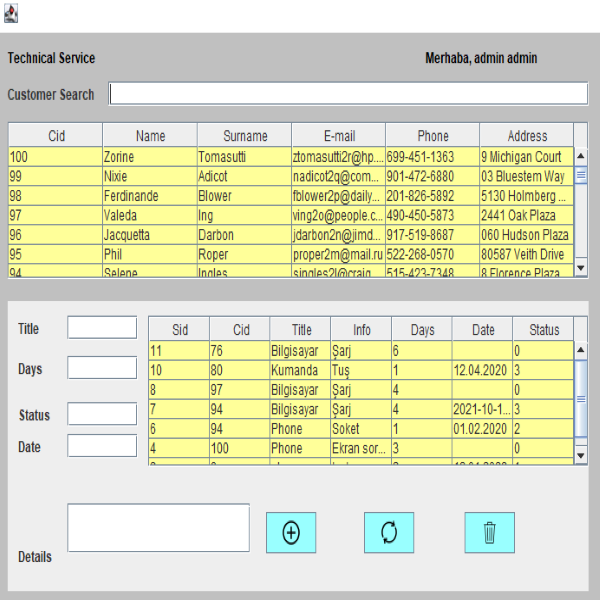 Technical Service Merhaba, admin admin
Customer Search
Cid Name Surname E-mail Phone Address
100 Zorine Tomasutti ztomasutti2r@hp.... 699-451-1363 9 Michigan Court
99 Nixie Adicot nadicot2q@com... 901-472-6880 03 Bluestem Way
98 Ferdinande Blower fblower2p@daily... 201-826-5892 5130 Holmberg ...
97 Valeda Ing ving2o@people.c... 490-450-5873 2441 Oak Plaza
96 Jacquetta Darbon jdarbon2n@jimd... 917-519-8687 060 Hudson Plaza
95 Phil Roper proper2m@mail.ru 522-268-0570 80587 Veith Drive
94 Selene Ingles singles2l@craig... 515-423-7348 8 Florence Plaza
Title
Sid Cid Title Info Days Date Status
11 76 Bilgisayar Şarj 6 0
Days
10 80 Kumanda Tuş 1 12.04.2020 3
8 97 Bilgisayar Şarj 4 0
Status
7 94 Bilgisayar Şarj 4 2021-10-1... 3
6 94 Phone Soket 1 01.02.2020 2
Date
4 100 Phone Ekran sor... 3 0
Details